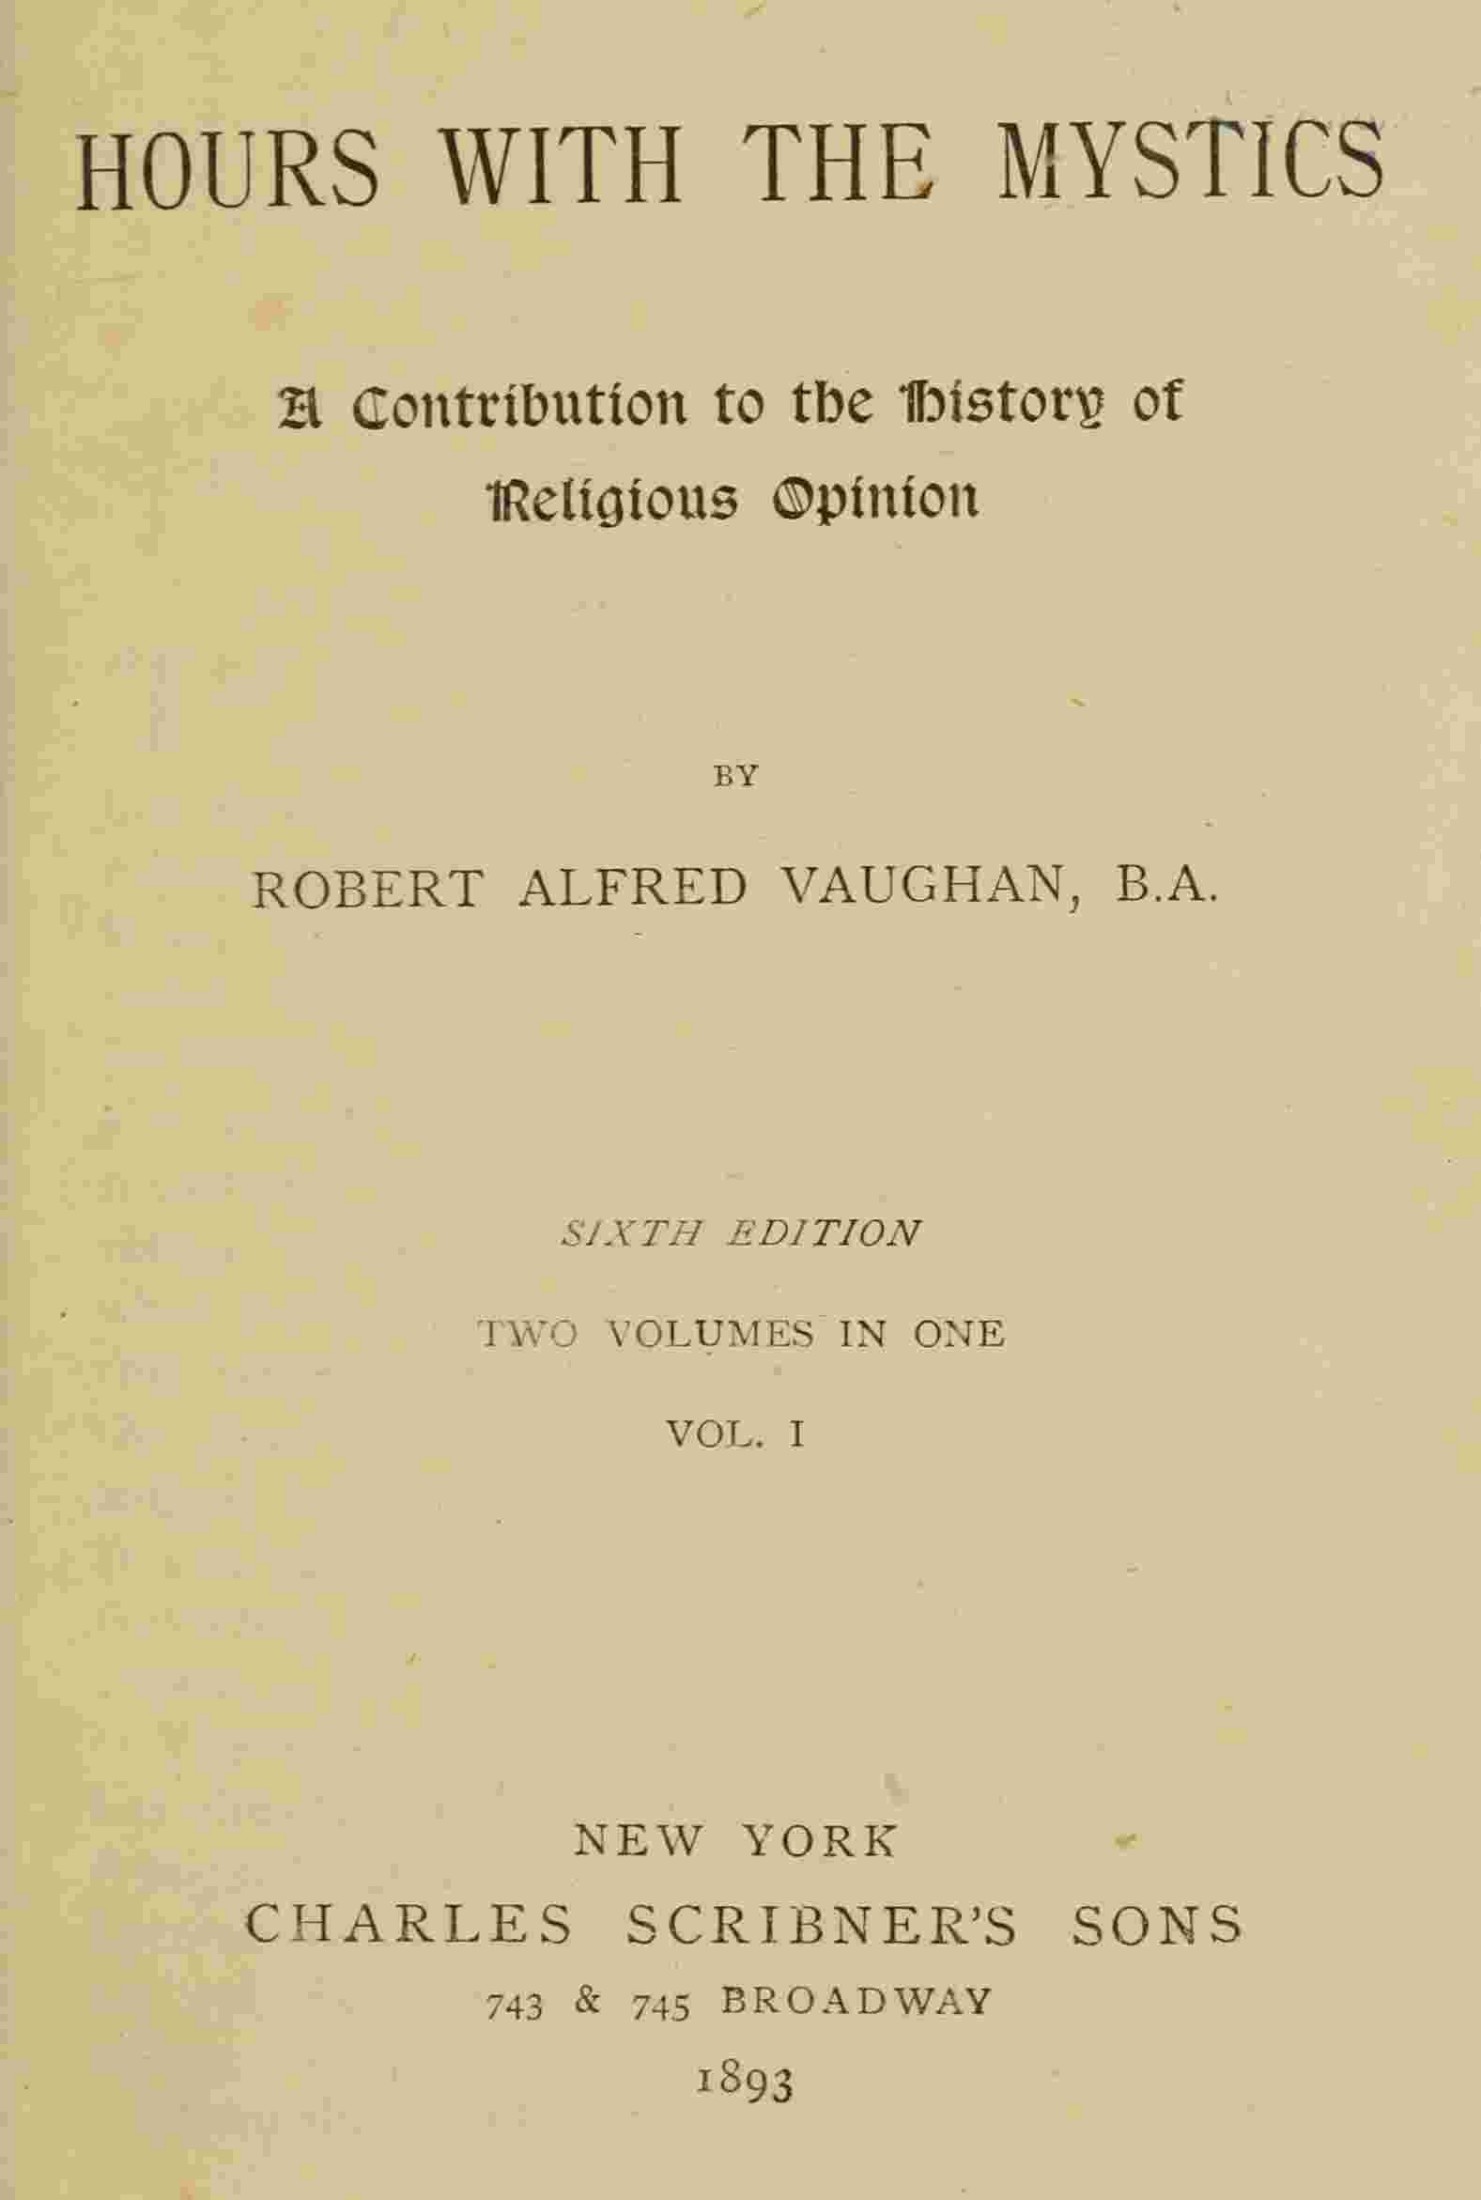 HOURS WITH THE MYSTICS
A Contribution to the History of
Religious Opinion
BY
ROBERT ALFRED VAUGHAN, B.A.
SIXTH EDITION
TWO VOLUMES IN ONE
VOL. I
NEW YORK
CHARLES SCRIBNER'S SONS
743 & 745 BROADWAY
1893